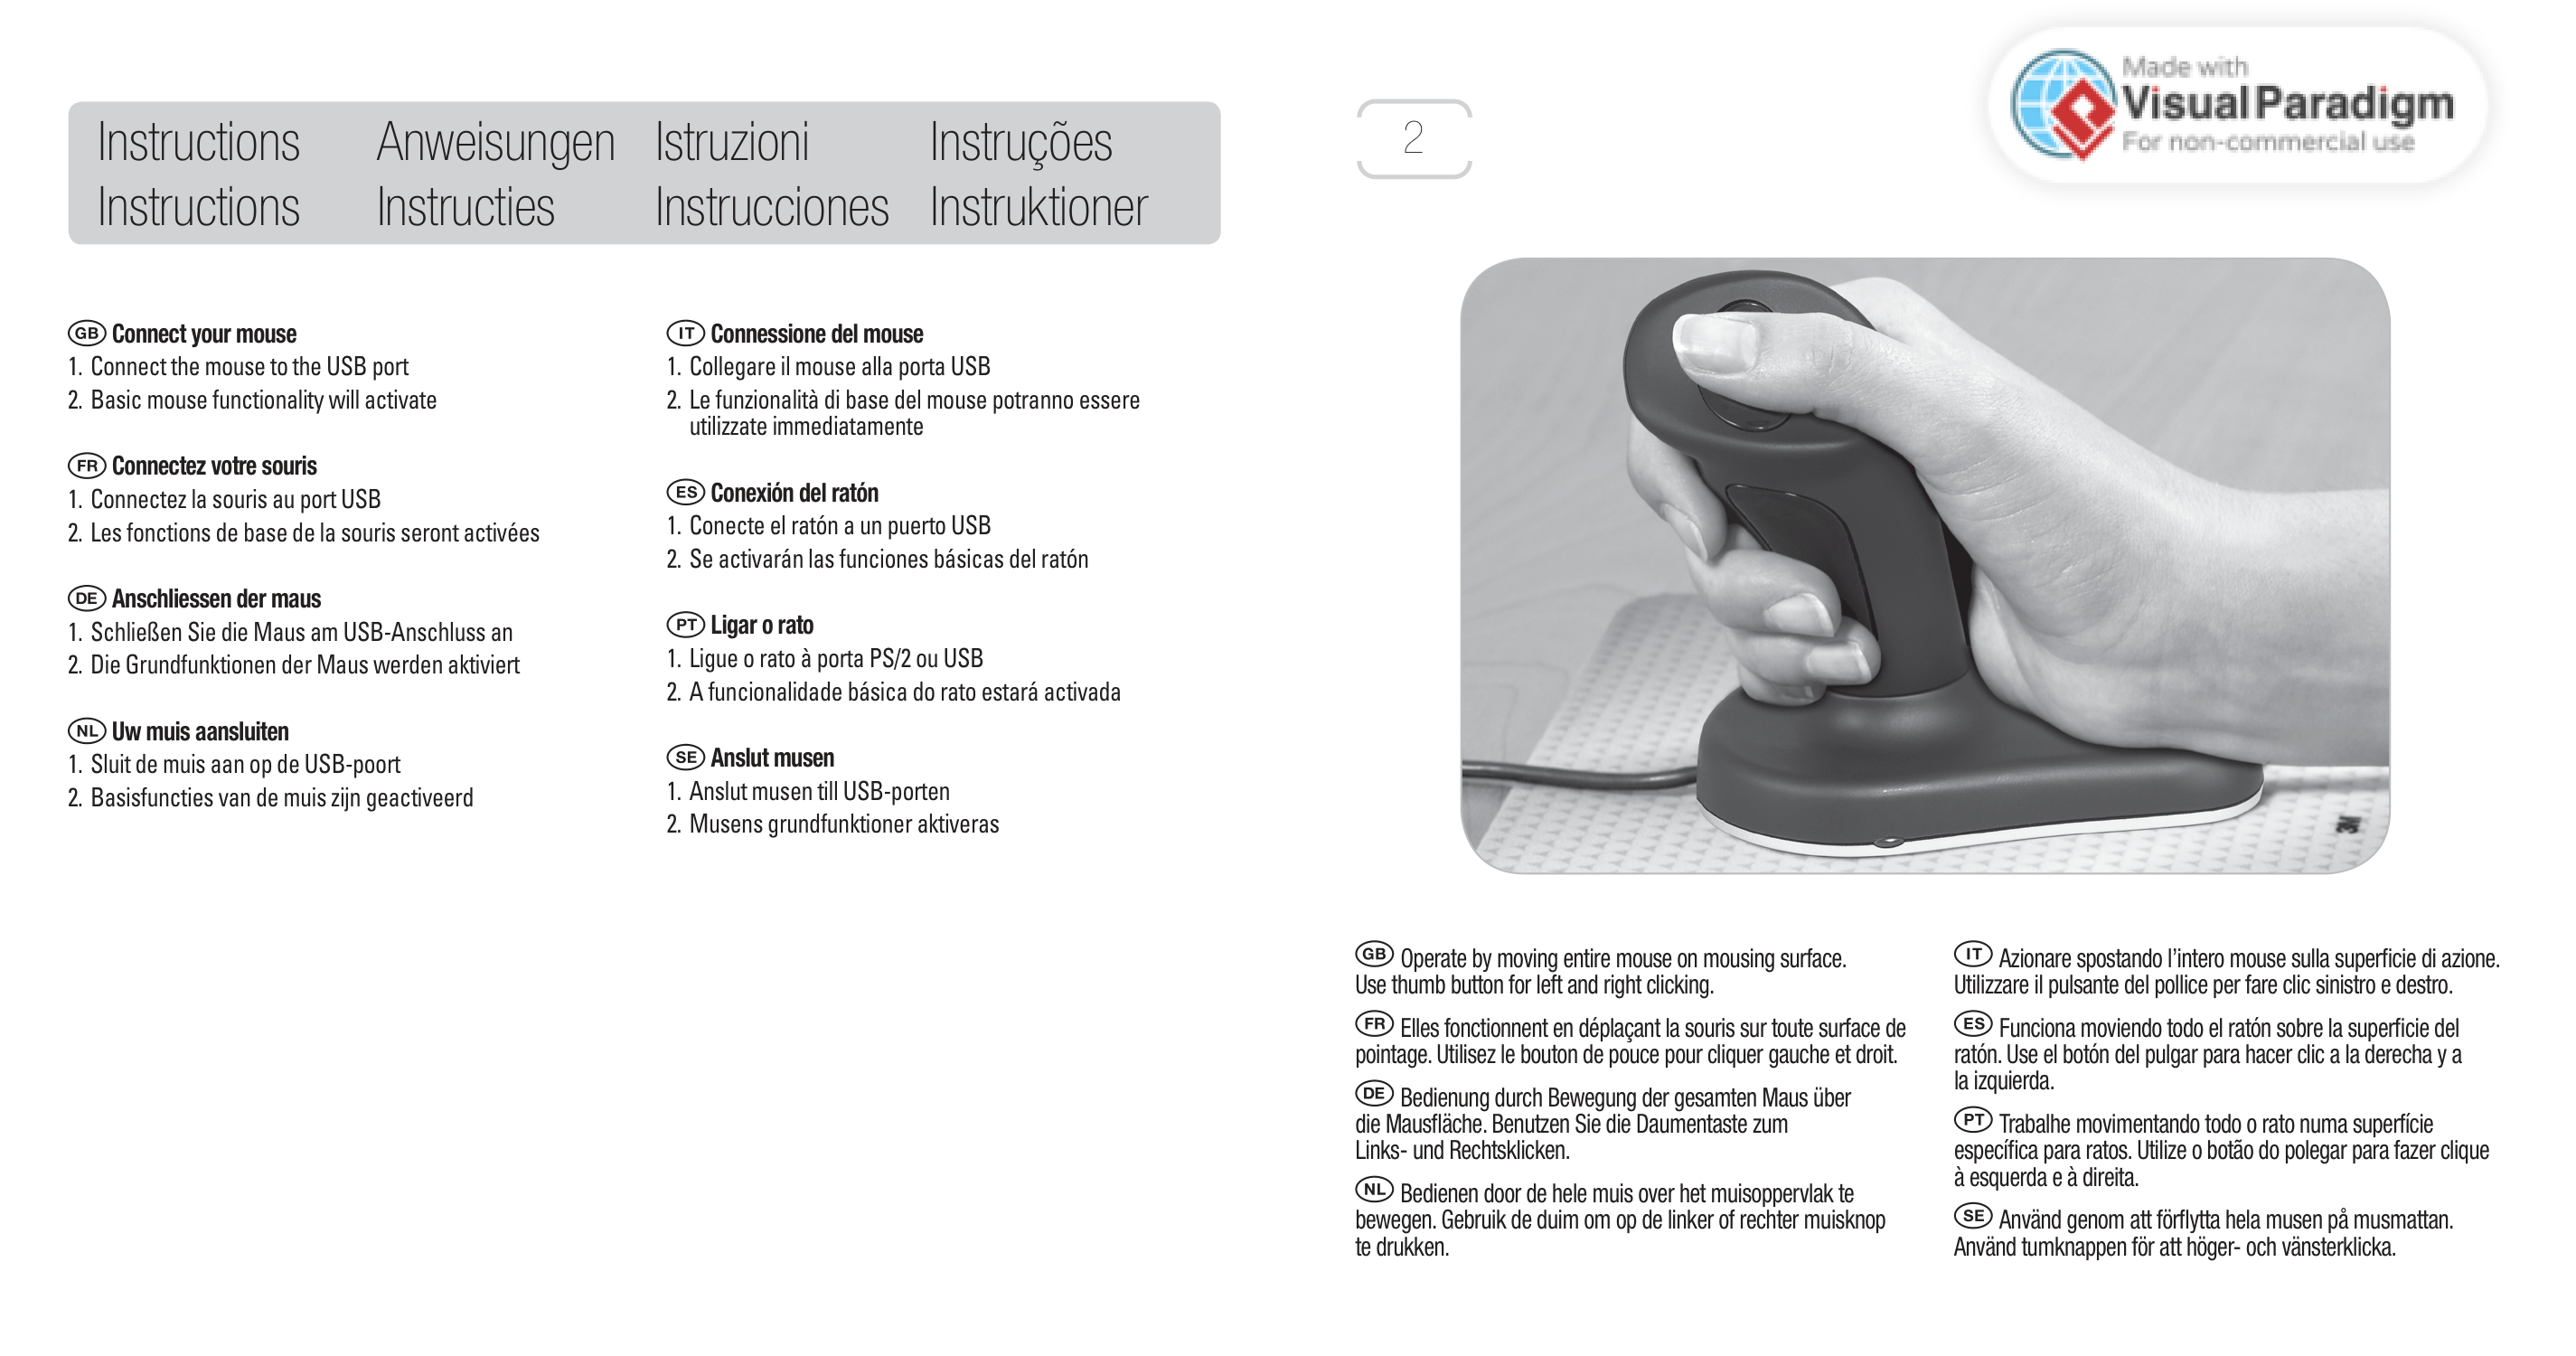 Instructions Anweisungen Istruzioni Instruções
Instructions Instructies Instrucciones Instruktioner
GB Connect your mouse
1. Connect the mouse to the USB port
2. Basic mouse functionality will activate
FR Connectez votre souris
1. Connectez la souris au port USB
2. Les fonctions de base de la souris seront activées
DE Anschliessen der maus
1. Schließen Sie die Maus am USB-Anschluss an
2. Die Grundfunktionen der Maus werden aktiviert
NL Uw muis aansluiten
1. Sluit de muis aan op de USB-poort
2. Basisfuncties van de muis zijn geactiveerd
IT Connessione del mouse
1. Collegare il mouse alla porta USB
2. Le funzionalità di base del mouse potranno essere
utilizzate immediatamente
ES Conexión del ratón
1. Conecte el ratón a un puerto USB
2. Se activarán las funciones básicas del ratón
PT Ligar o rato
1. Ligue o rato à porta PS/2 ou USB
2. A funcionalidade básica do rato estará activada
SE Anslut musen
1. Anslut musen till USB-porten
2. Musens grundfunktioner aktiveras
2
Made with
Visual Paradigm
For non-commercial use
3M
GB Operate by moving entire mouse on mousing surface.
Use thumb button for left and right clicking.
FR Elles fonctionnent en déplaçant la souris sur toute surface de
pointage. Utilisez le bouton de pouce pour cliquer gauche et droit.
DE Bedienung durch Bewegung der gesamten Maus über
die Mausfläche. Benutzen Sie die Daumentaste zum
Links- und Rechtsklicken.
NL Bedienen door de hele muis over het muisoppervlak te
bewegen. Gebruik de duim om op de linker of rechter muisknop
te drukken.
IT Azionare spostando l’intero mouse sulla superficie di azione.
Utilizzare il pulsante del pollice per fare clic sinistro e destro.
ES Funciona moviendo todo el ratón sobre la superficie del
ratón. Use el botón del pulgar para hacer clic a la derecha y a
la izquierda.
PT Trabalhe movimentando todo o rato numa superfície
específica para ratos. Utilize o botão do polegar para fazer clique
à esquerda e à direita.
SE Använd genom att förflytta hela musen på musmattan.
Använd tumknappen för att höger- och vänsterklicka.